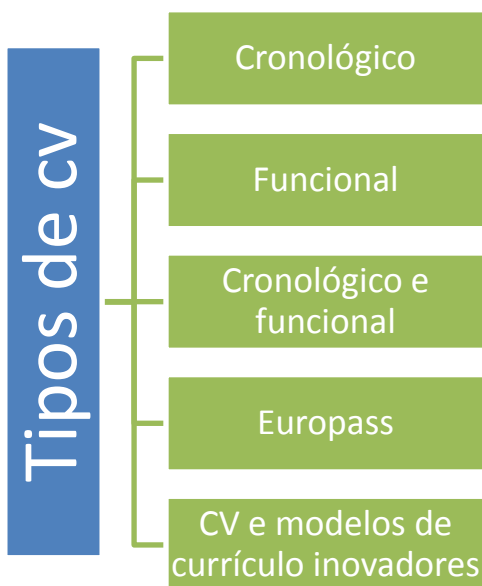 Tipos de cv
Cronológico
Funcional
Cronológico e
funcional
Europass
CV e modelos de
currículo inovadores